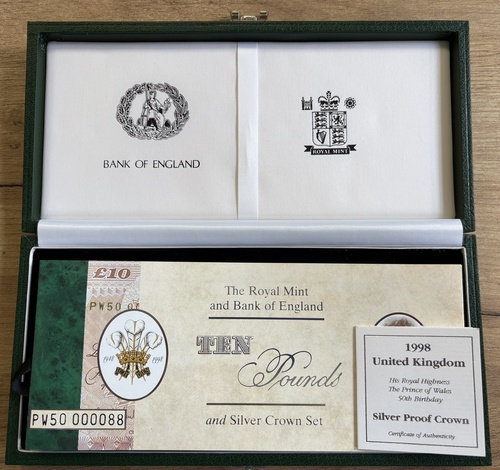 BANK OF ENGLAND
ROYAL MINT
£10
PW50
1948 1998
PW50 000088
The Royal Mint
and Bank of England
TEN
Pounds
and Silver Crown Set
1998
United Kingdom
His Royal Highness
The Prince of Wales
50th Birthday
Silver Proof Crown
Certificate of Authenticity